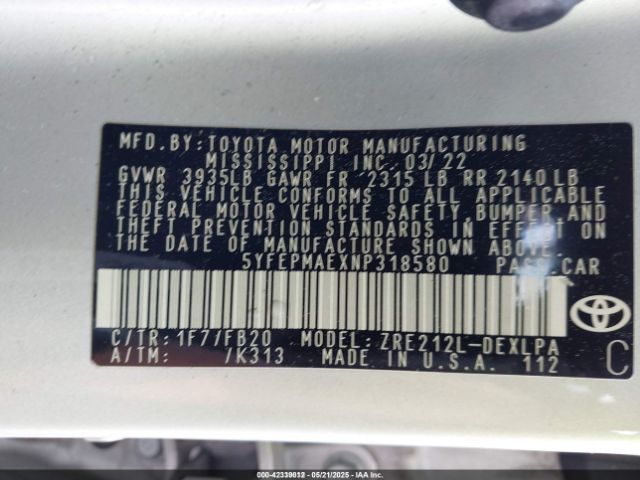 MFD. BY: TOYOTA MOTOR MANUFACTURING
MISSISSIPPI INC. 03/22
GVWR 3935LB GAWR FR 2315 LB RR 2140 LB
THIS VEHICLE CONFORMS TO ALL APPLICABLE
FEDERAL MOTOR VEHICLE SAFETY, BUMPER, AND
THEFT PREVENTION STANDARDS IN EFFECT ON
THE DATE OF MANUFACTURE SHOWN ABOVE.
5YFEPMAEXNP318580 PASS. CAR
C/TR: 1F7/FB20 MODEL: ZRE212L-DEXLPA
A/TM: /K313 MADE IN U.S.A. 112
C
000-42339012 - 05/21/2025 - IAA Inc.